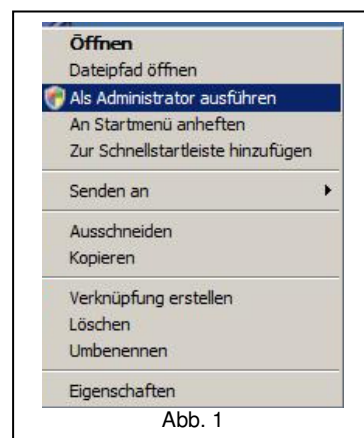 Öffnen
Dateipfad öffnen
Als Administrator ausführen
An Startmenü anheften
Zur Schnellstartleiste hinzufügen
Senden an
Ausschneiden
Kopieren
Verknüpfung erstellen
Löschen
Umbenennen
Eigenschaften
Abb. 1